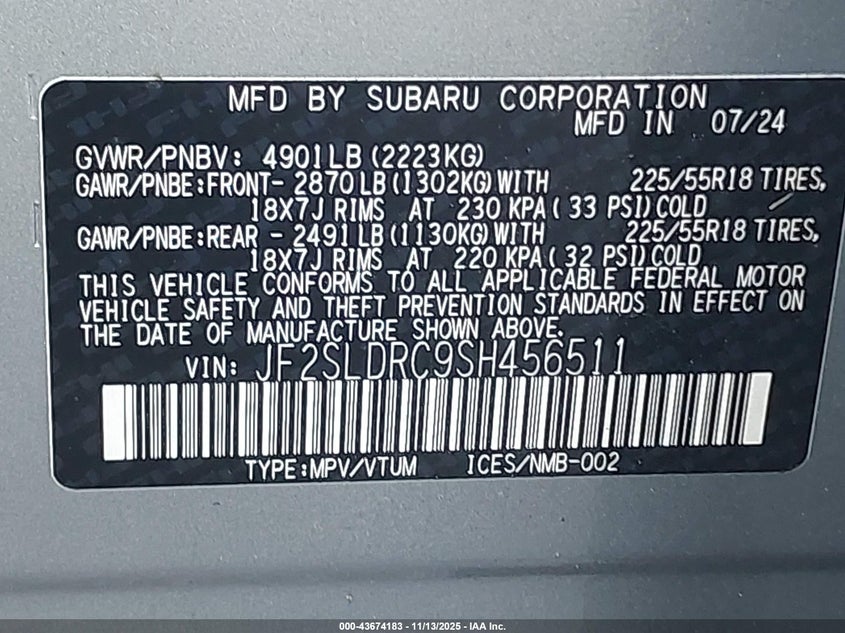 MFD BY SUBARU CORPORATION
MFD IN 07/24
GVWR/PNBV: 4901LB(2223KG)
GAWR/PNBE:FRONT- 2870LB(1302KG)WITH 225/55R18 TIRES,
18X7J RIMS AT 230 KPA( 33 PSI)COLD
GAWR/PNBE:REAR - 2491LB(1130KG)WITH 225/55R18 TIRES,
18X7J RIMS AT 220 KPA( 32 PSI)COLD
THIS VEHICLE CONFORMS TO ALL APPLICABLE FEDERAL MOTOR
VEHICLE SAFETY AND THEFT PREVENTION STANDARDS IN EFFECT ON
THE DATE OF MANUFACTURE SHOWN ABOVE.
VIN: JF2SLDRC9SH456511
TYPE:MPV/VTUM ICES/NMB-002
000-43674183 - 11/13/2025 - IAA Inc.